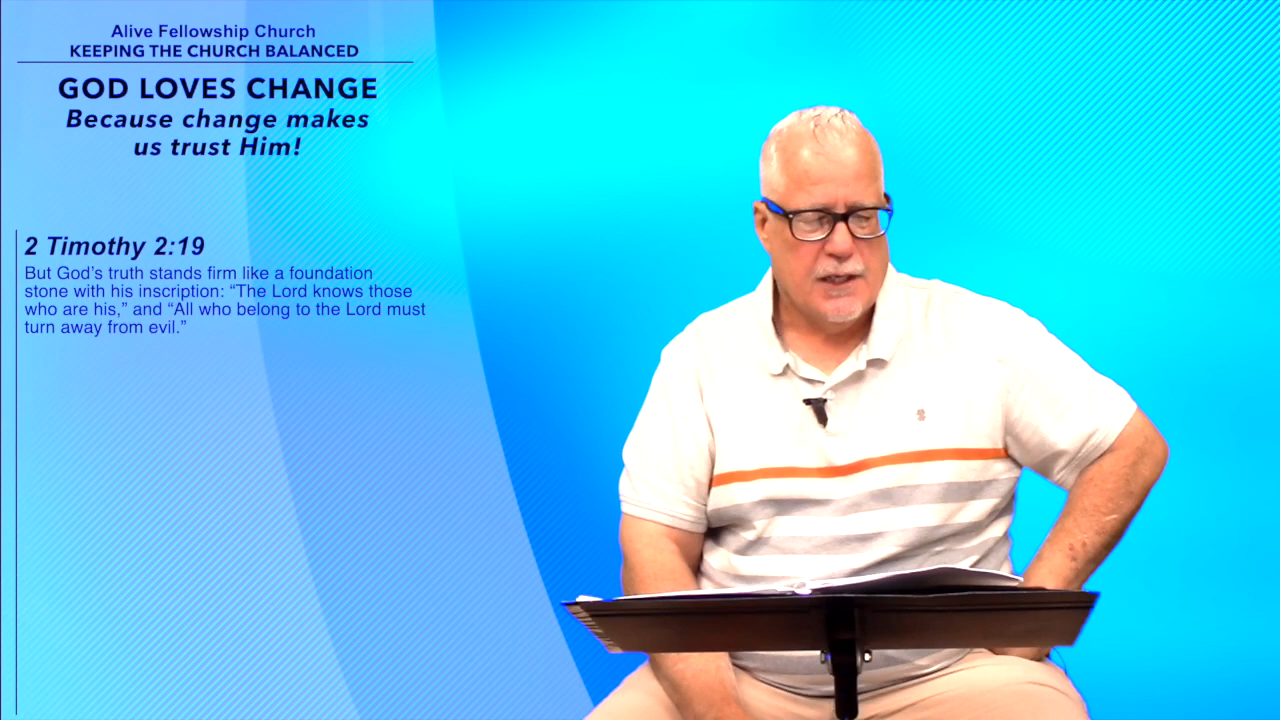 Alive Fellowship Church
KEEPING THE CHURCH BALANCED
GOD LOVES CHANGE
Because change makes
us trust Him!
2 Timothy 2:19
But God’s truth stands firm like a foundation
stone with his inscription: “The Lord knows those
who are his,” and “All who belong to the Lord must
turn away from evil.”